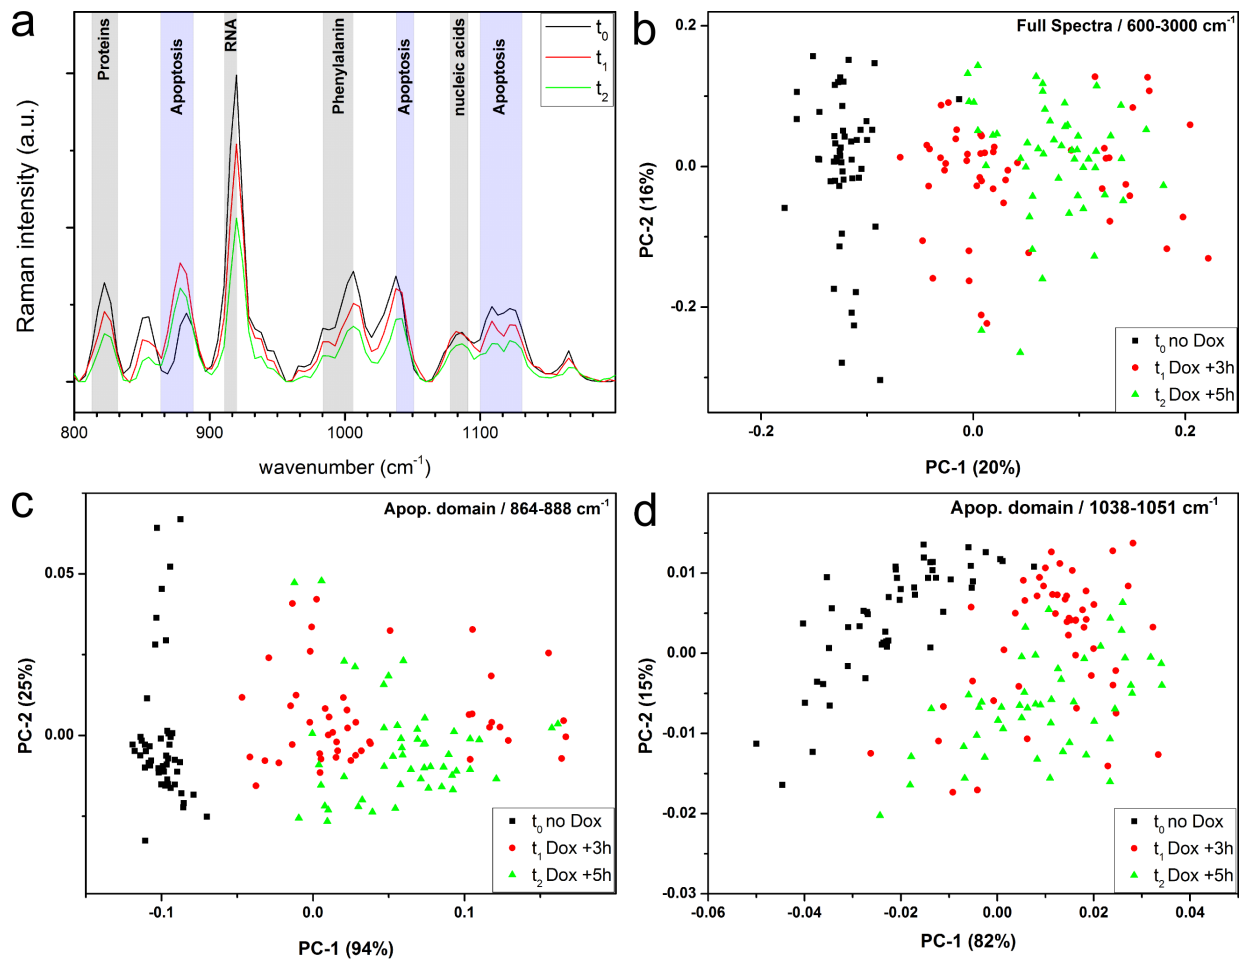 a
Proteins
Apoptosis
RNA
Phenylalanin
Apoptosis
nucleic acids
Apoptosis
t0
t1
t2
Raman intensity (a.u.)
800
900
1000
1100
wavenumber (cm-1)
b
Full Spectra / 600-3000 cm-1
0.2
0.0
-0.2
PC-2 (16%)
t0 no Dox
t1 Dox +3h
t2 Dox +5h
-0.2
0.0
0.2
PC-1 (20%)
c
Apop. domain / 864-888 cm-1
0.05
0.00
PC-2 (25%)
t0 no Dox
t1 Dox +3h
t2 Dox +5h
-0.1
0.0
0.1
PC-1 (94%)
d
Apop. domain / 1038-1051 cm-1
0.01
0.00
-0.01
-0.02
-0.03
PC-2 (15%)
t0 no Dox
t1 Dox +3h
t2 Dox +5h
-0.06
-0.04
-0.02
0.00
0.02
0.04
PC-1 (82%)